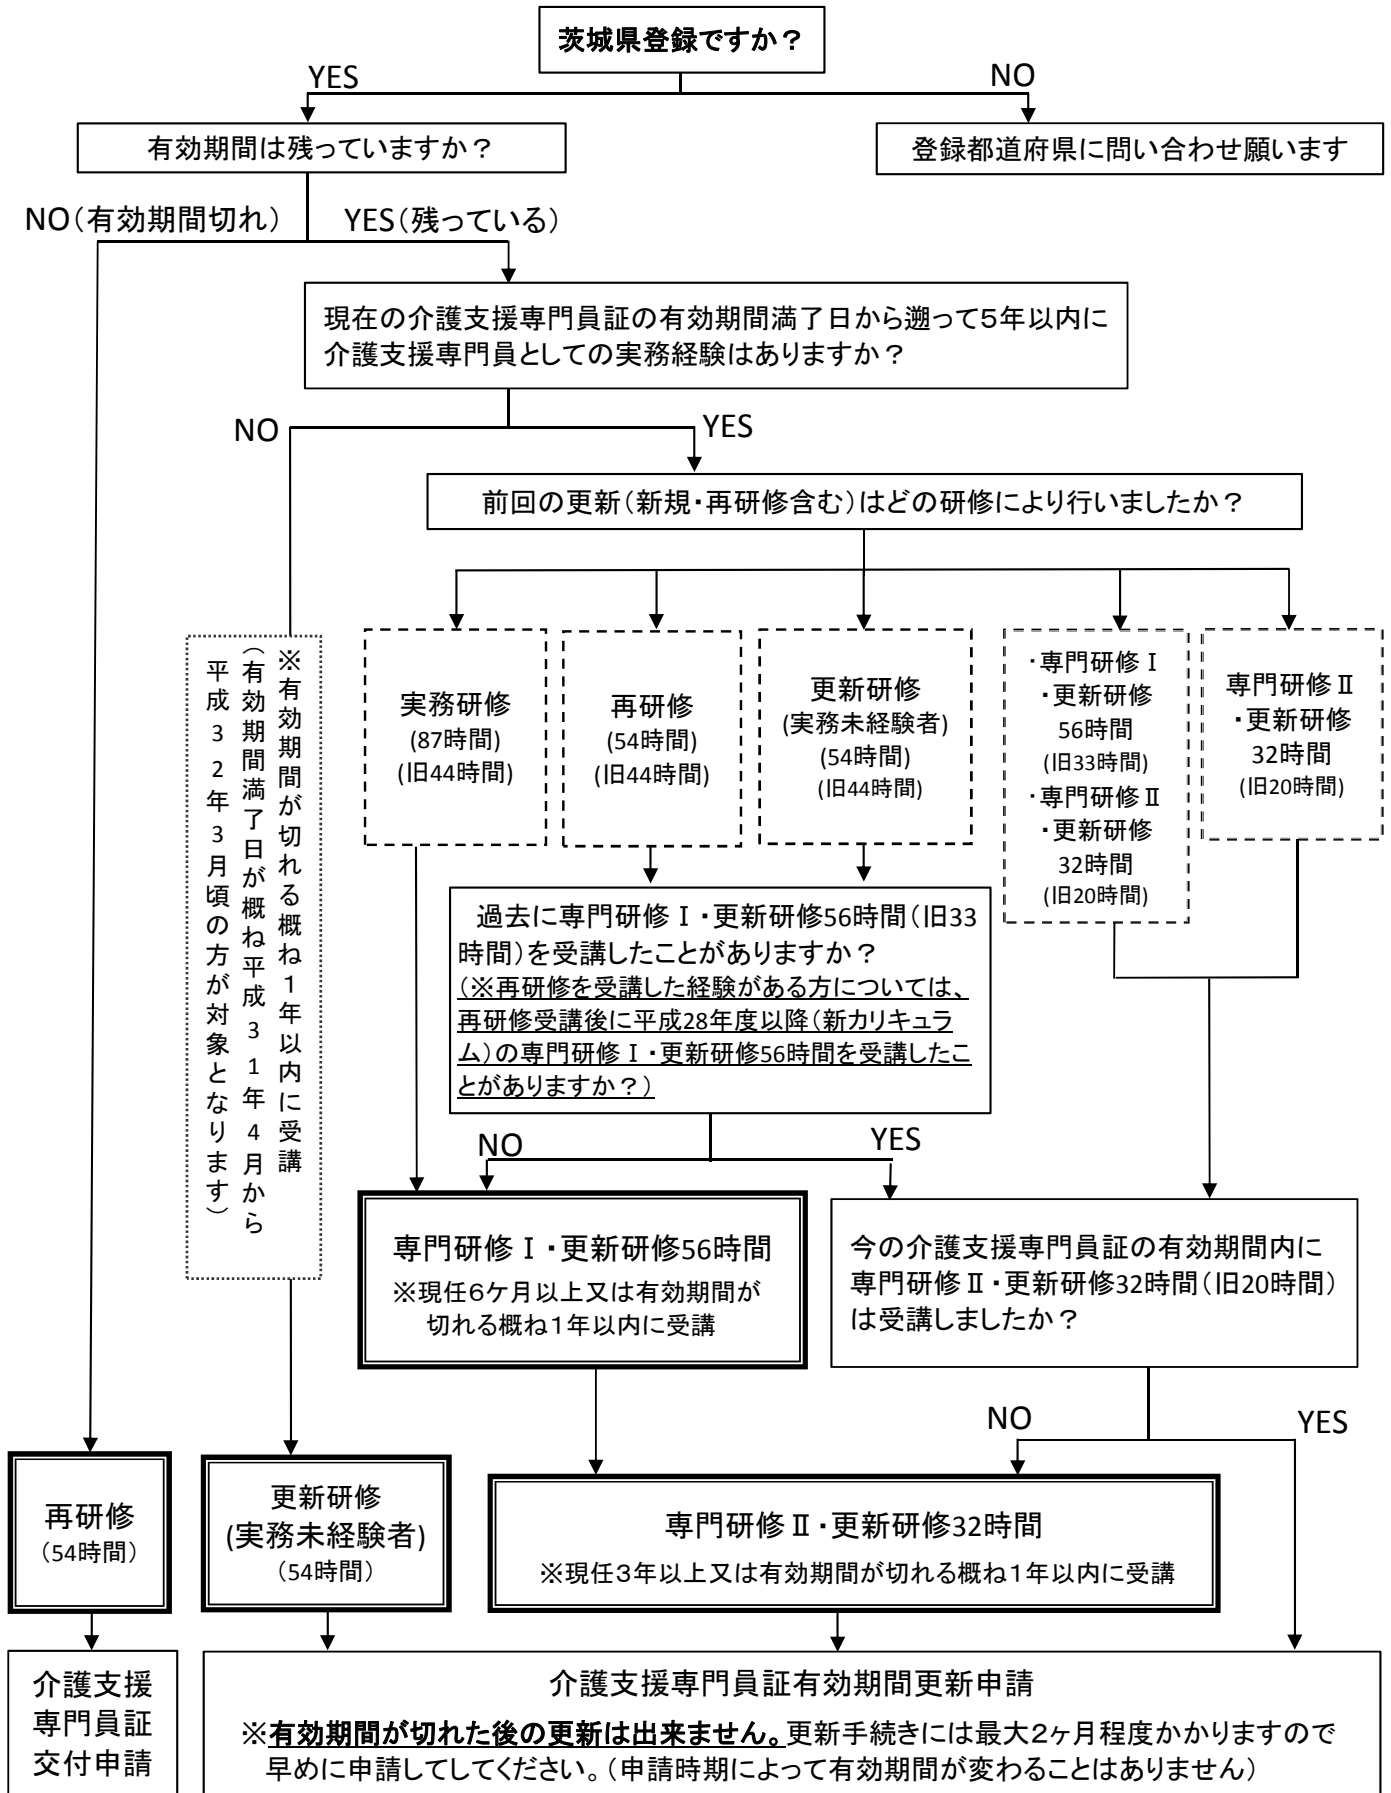 茨城県登録ですか？
YES
NO
有効期間は残っていますか？
登録都道府県に問い合わせ願います
NO（有効期間切れ）
YES（残っている）
現在の介護支援専門員証の有効期間満了日から遡って５年以内に
介護支援専門員としての実務経験はありますか？
NO
YES
前回の更新（新規・再研修含む）はどの研修により行いましたか？
※有効期間が切れる概ね１年以内に受講
（有効期間満了日が概ね平成３１年４月から
平成３２年３月頃の方が対象となります）
実務研修
(87時間)
(旧44時間)
再研修
(54時間)
(旧44時間)
更新研修
(実務未経験者)
(54時間)
(旧44時間)
・専門研修Ⅰ
・更新研修
56時間
(旧33時間)
・専門研修Ⅱ
・更新研修
32時間
(旧20時間)
専門研修Ⅱ
・更新研修
32時間
(旧20時間)
過去に専門研修Ⅰ・更新研修56時間（旧33
時間）を受講したことがありますか？
（※再研修を受講した経験がある方については、
再研修受講後に平成28年度以降（新カリキュラ
ム）の専門研修Ⅰ・更新研修56時間を受講したこ
とがありますか？）
NO
YES
専門研修Ⅰ・更新研修56時間
※現任６ケ月以上又は有効期間が
切れる概ね１年以内に受講
今の介護支援専門員証の有効期間内に
専門研修Ⅱ・更新研修32時間（旧20時間）
は受講しましたか？
NO
YES
再研修
（54時間）
更新研修
(実務未経験者)
（54時間）
専門研修Ⅱ・更新研修32時間
※現任３年以上又は有効期間が切れる概ね１年以内に受講
介護支援
専門員証
交付申請
介護支援専門員証有効期間更新申請
※有効期間が切れた後の更新は出来ません。更新手続きには最大２ヶ月程度かかりますので
早めに申請してしてください。（申請時期によって有効期間が変わることはありません）